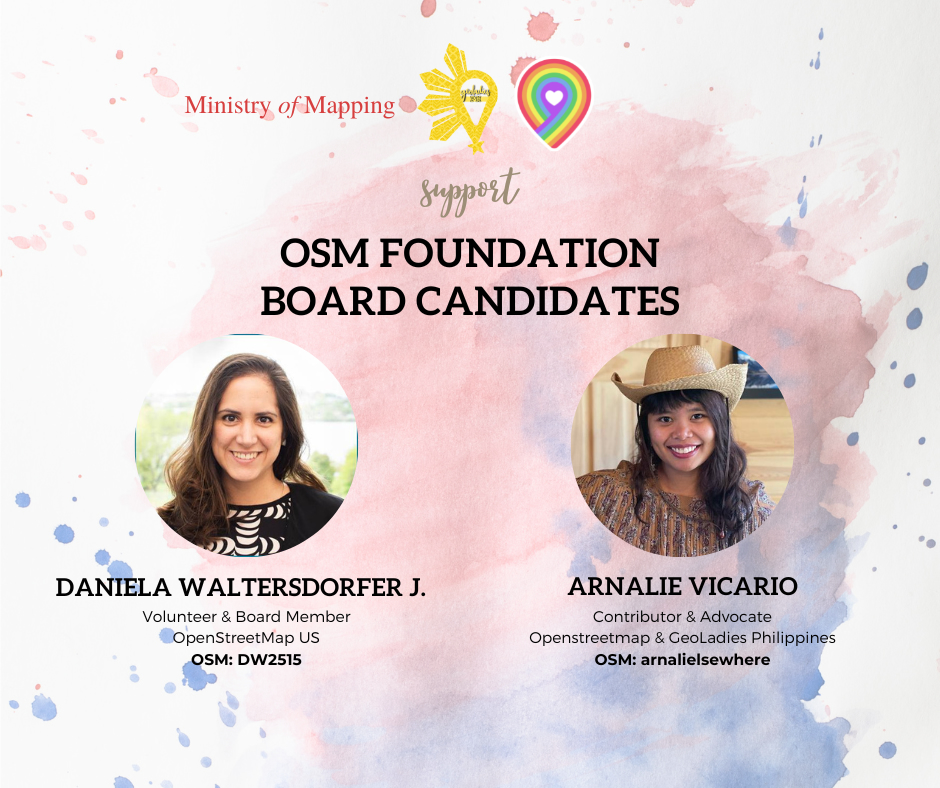 Ministry of Mapping
support
OSM FOUNDATION
BOARD CANDIDATES
DANIELA WALTERSDORFER J.
Volunteer & Board Member
OpenStreetMap US
OSM: DW2515
ARNALIE VICARIO
Contributor & Advocate
Openstreetmap & GeoLadies Philippines
OSM: arnalielsewhere